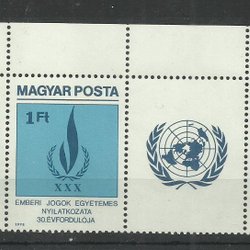 MAGYAR POSTA
1Ft
XXX
EMBERI JOGOK EGYETEMES
NYILATKOZATA
30.ÉVFORDULÓJA